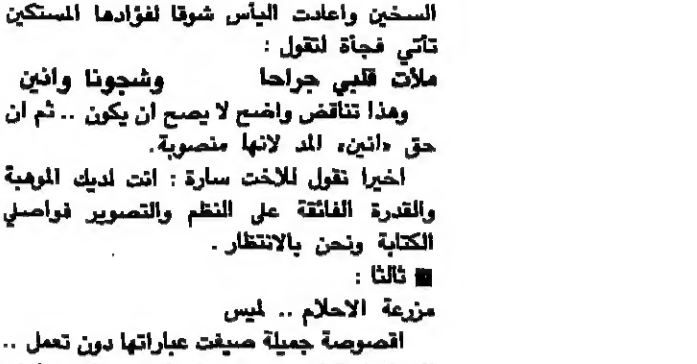 السخين واعادت اليأس شوقا لفؤادها المستكين
تأتي فجأة لتقول :
ملأت قلبي جراحا وشجونا وانين
وهذا تناقض واضح لا يصح ان يكون .. ثم ان
حق «انين» المد لانها منصوبة.
اخيرا نقول للاخت سارة : انت لديك الموهبة
والقدرة الفائقة على النظم والتصوير فواصلي
الكتابة ونحن بالانتظار .
■ ثالثا :
مزرعة الاحلام .. لميس
اقصوصة جميلة صيغت عباراتها دون تعمل ..